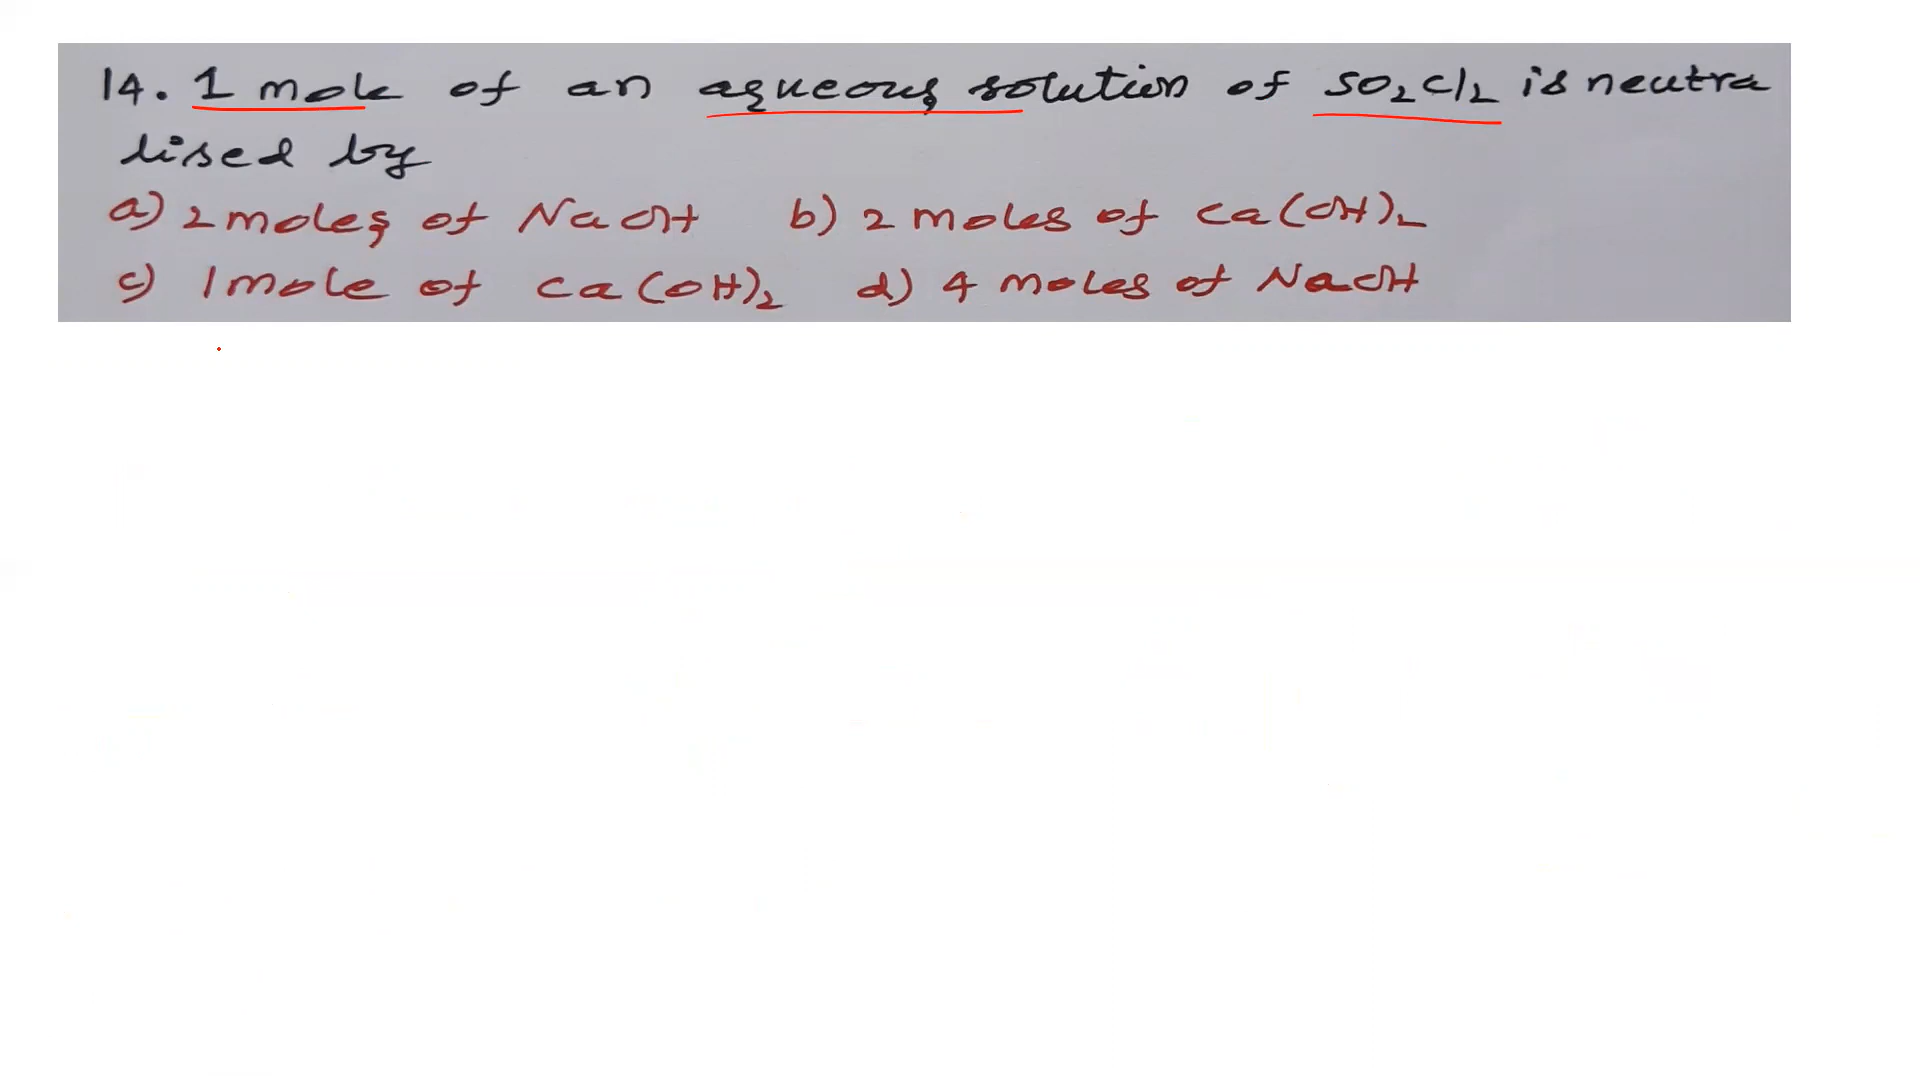 14. 1 mole of an aqueous solution of SO₂Cl₂ is neutra
lised by
a) 2 moles of NaOH b) 2 moles of Ca(OH)₂
c) 1 mole of Ca(OH)₂ d) 4 moles of NaOH